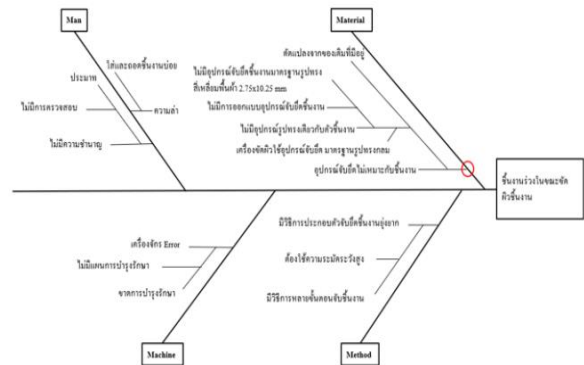 Man
Material
ใส่และถอดชิ้นงานบ่อย
ประมาท
ไม่มีการตรวจสอบ
ความล้า
ไม่มีความชำนาญ
ดัดแปลงจากของเดิมที่มีอยู่
ไม่มีอุปกรณ์จับยึดชิ้นงานมาตรฐานรูปทรง
สี่เหลี่ยมพื้นผ้า 2.75x10.25 mm
ไม่มีการออกแบบอุปกรณ์จับยึดชิ้นงาน
ไม่มีอุปกรณ์รูปทรงเดียวกับตัวชิ้นงาน
เครื่องขัดผิวใช้อุปกรณ์จับยึด มาตรฐานรูปทรงกลม
อุปกรณ์จับยึดไม่เหมาะกับชิ้นงาน
ชิ้นงานร่วงในขณะขัด
ผิวชิ้นงาน
เครื่องจักร Error
ไม่มีแผนการบำรุงรักษา
ขาดการบำรุงรักษา
มีวิธีการประกอบตัวจับยึดชิ้นงานยุ่งยาก
ต้องใช้ความระมัดระวังสูง
มีวิธีการหลายขั้นตอนจับชิ้นงาน
Machine
Method